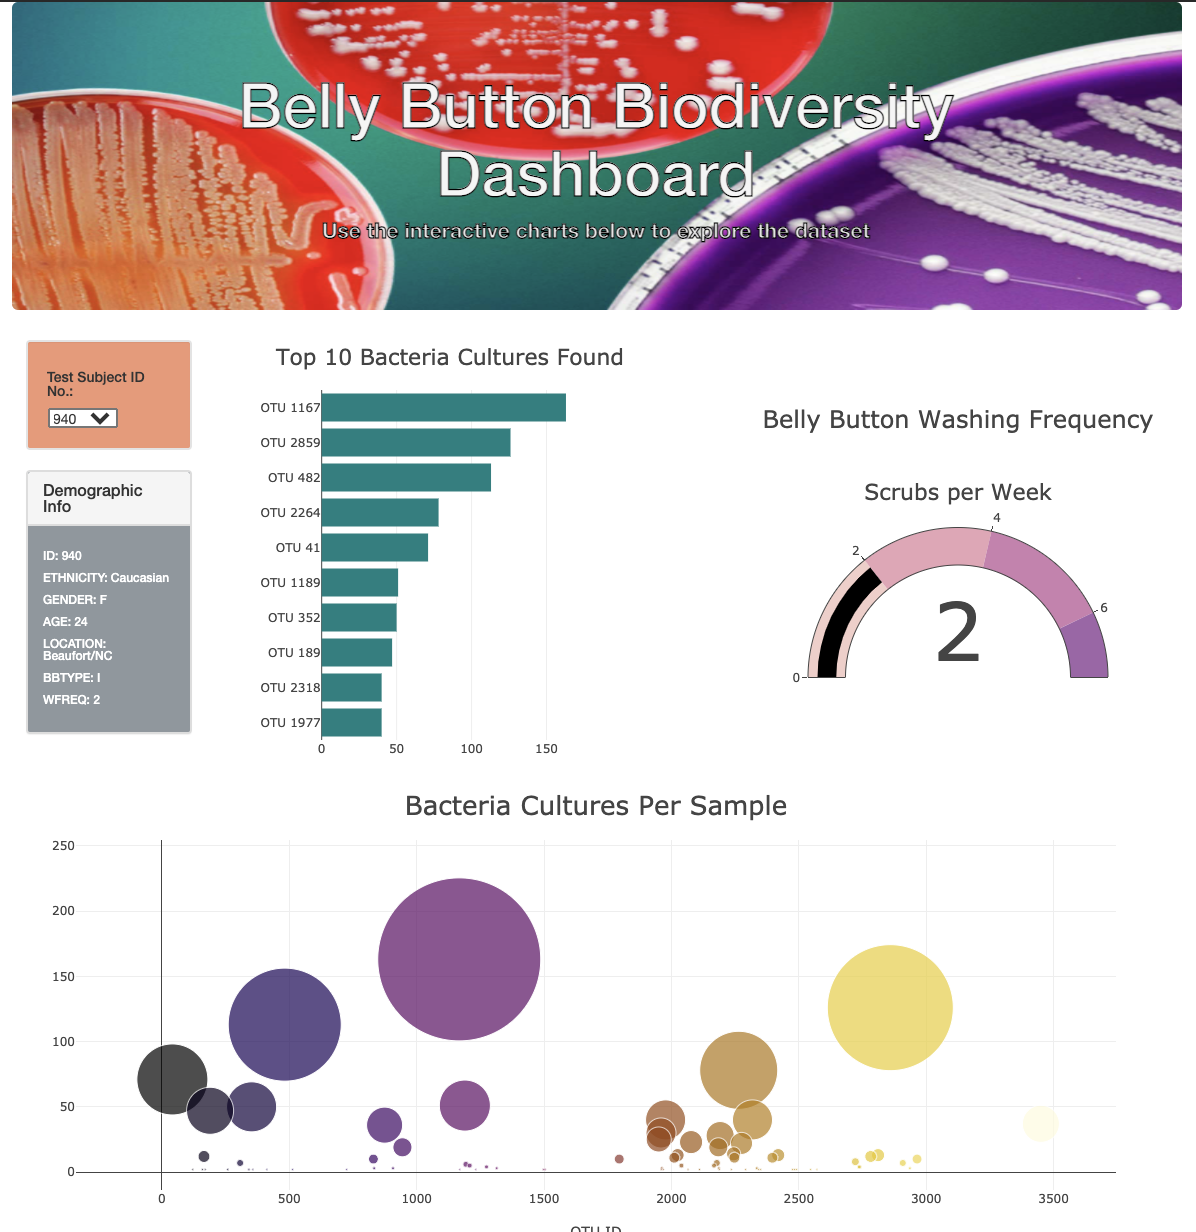 Belly Button Biodiversity
Dashboard
Use the interactive charts below to explore the dataset
Test Subject ID
No.:
940
Demographic
Info
ID: 940
ETHNICITY: Caucasian
GENDER: F
AGE: 24
LOCATION:
Beaufort/NC
BBTYPE: I
WFREQ: 2
Top 10 Bacteria Cultures Found
OTU 1167
OTU 2859
OTU 482
OTU 2264
OTU 41
OTU 1189
OTU 352
OTU 189
OTU 2318
OTU 1977
0 50 100 150
Belly Button Washing Frequency
Scrubs per Week
0
2
4
6
2
Bacteria Cultures Per Sample
250
200
150
100
50
0
0 500 1000 1500 2000 2500 3000 3500
OTU ID